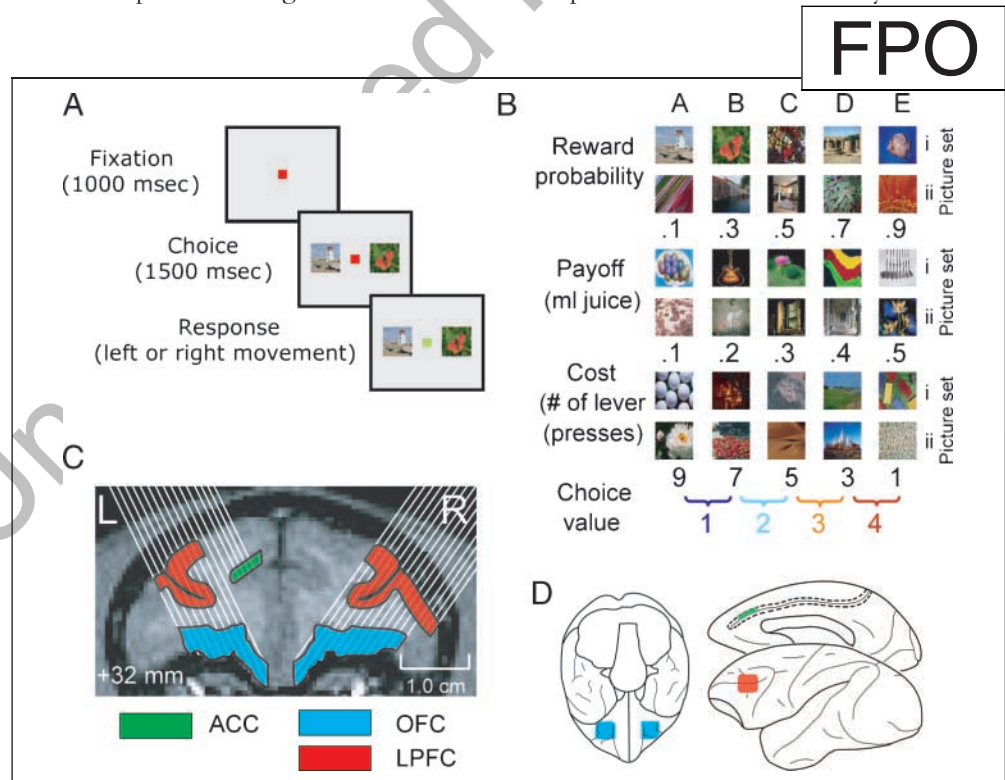 FPO
A
Fixation
(1000 msec)
Choice
(1500 msec)
Response
(left or right movement)
B
A B C D E
Reward
probability
i
ii
Picture set
.1 .3 .5 .7 .9
Payoff
(ml juice)
i
ii
Picture set
.1 .2 .3 .4 .5
Cost
(# of lever
(presses)
i
ii
Picture set
9 7 5 3 1
Choice
value
1 2 3 4
C
L R
+32 mm
1.0 cm
ACC
OFC
LPFC
D